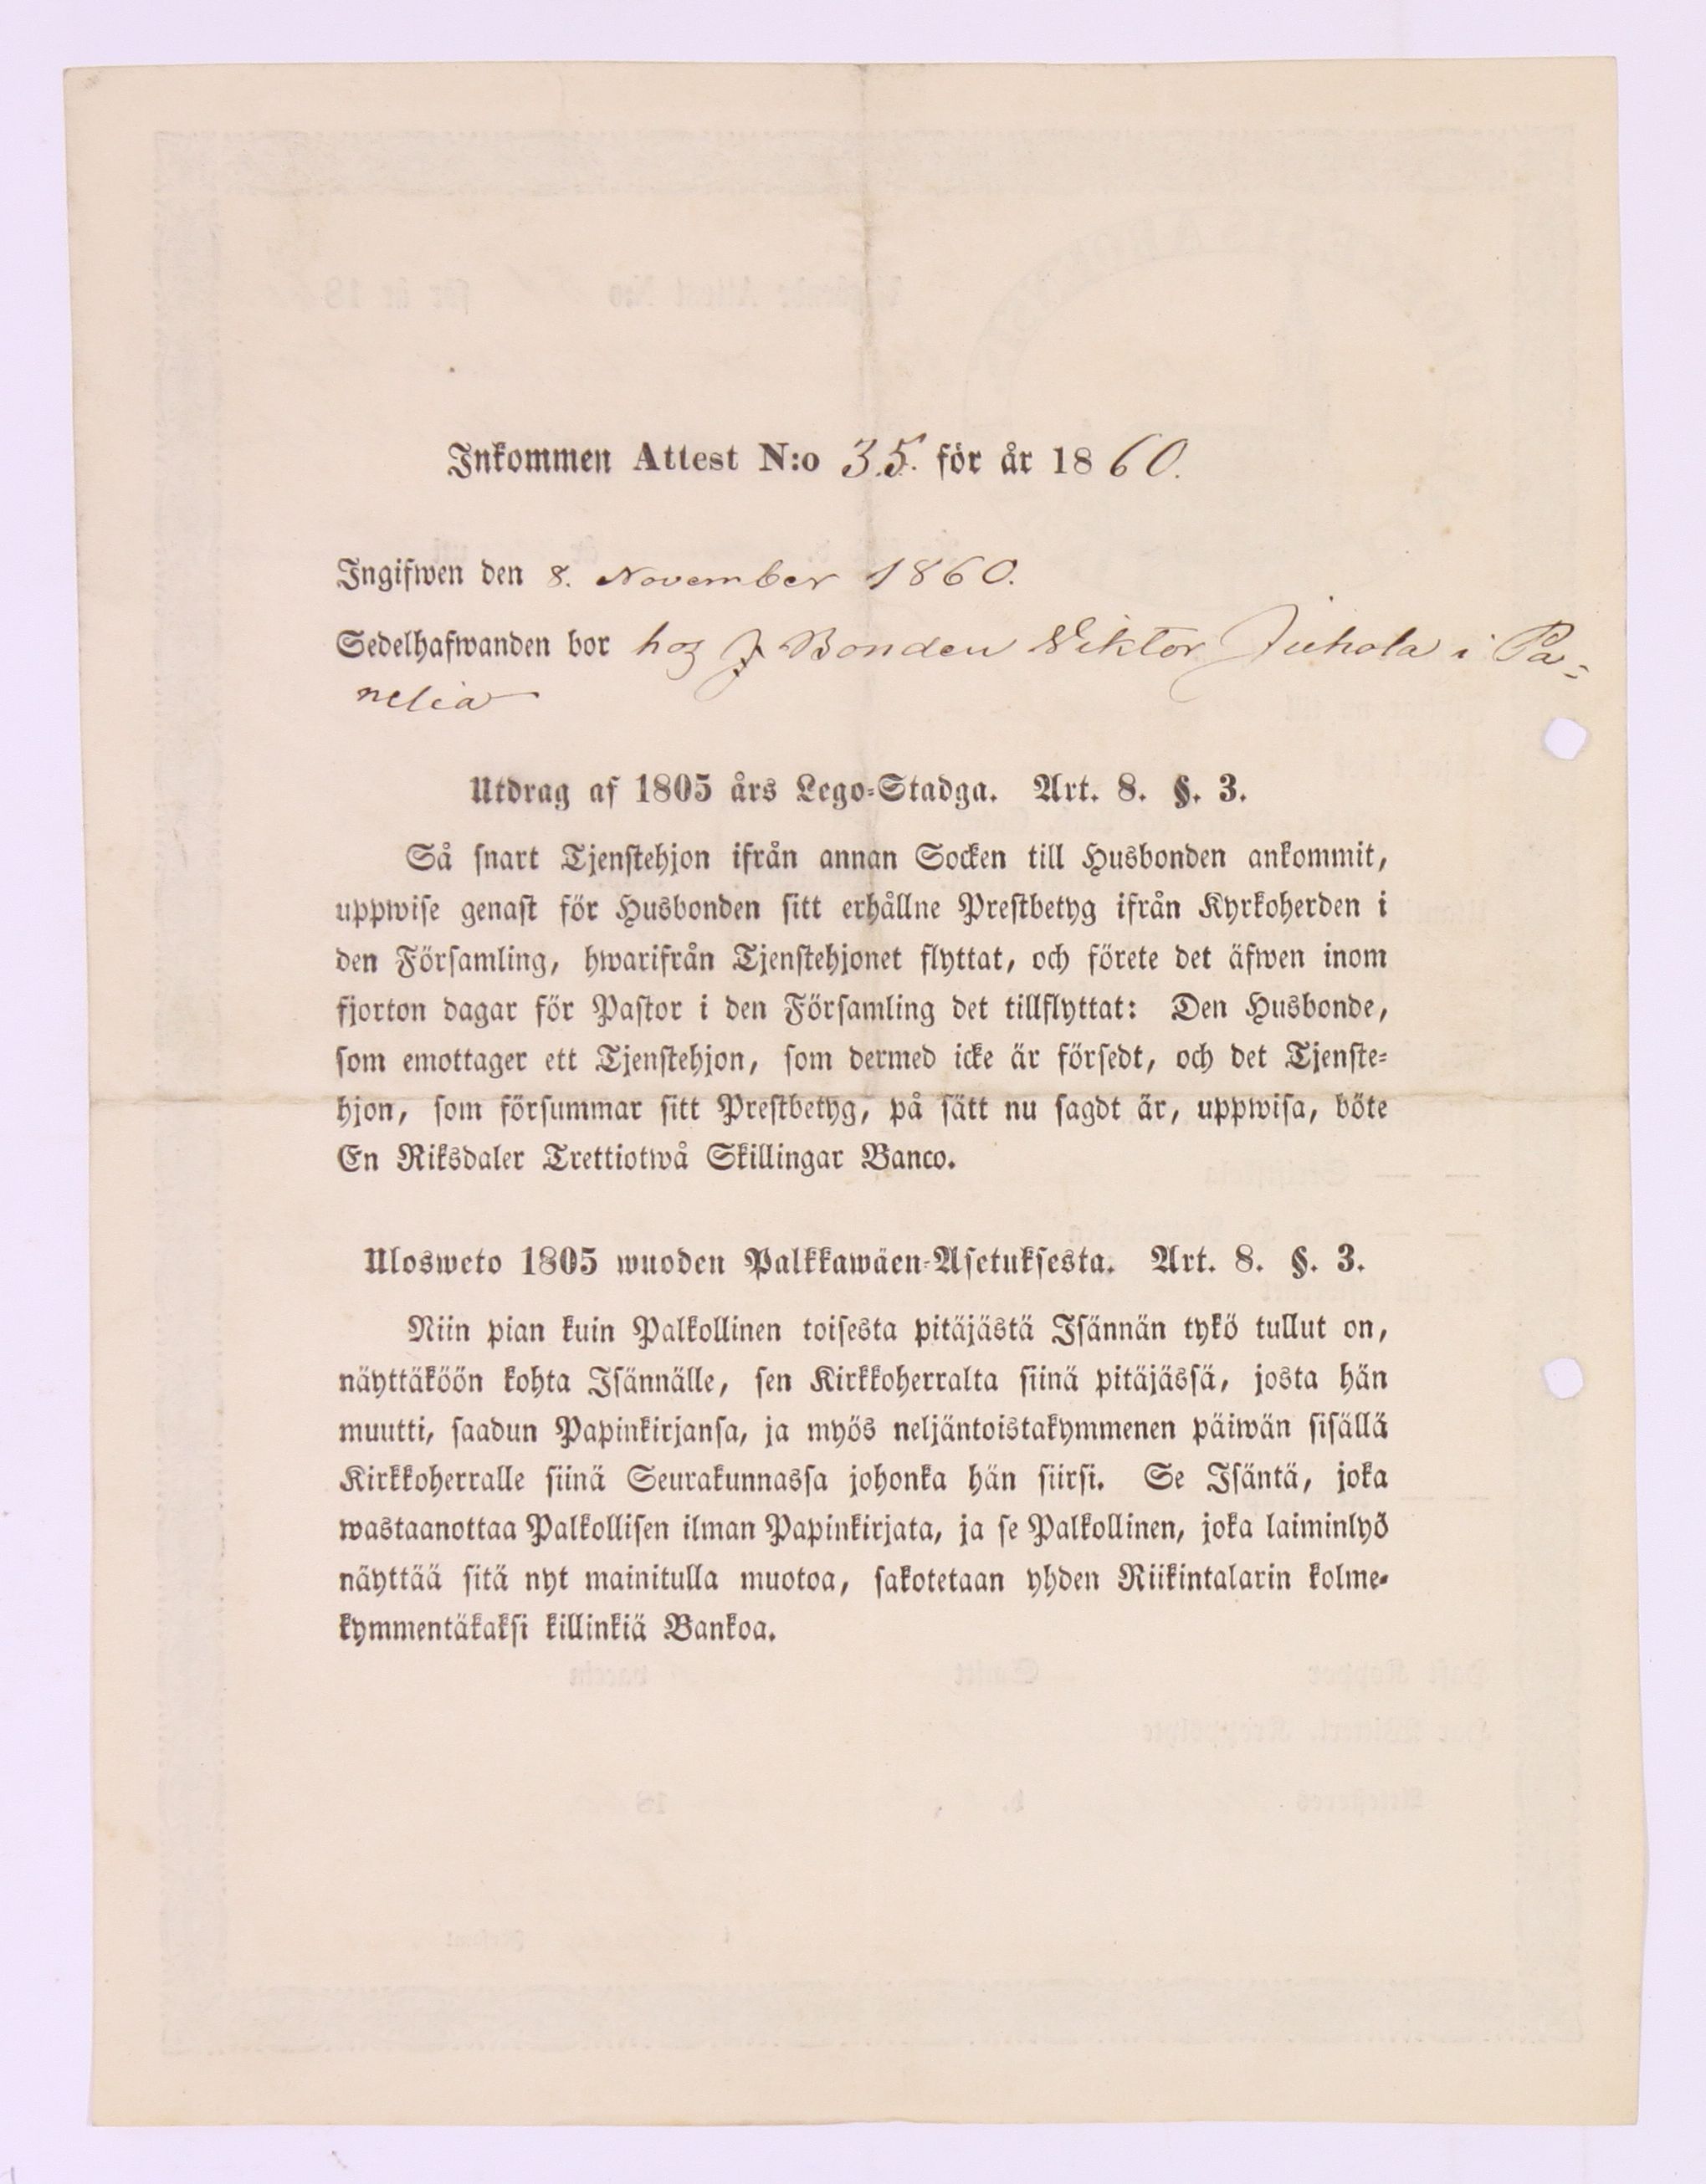 Inkommen Attest N:o 35. för år 1860.
Ingifwen den 8. November 1860.
Sedelhafwanden bor hos Bonden Wiktor Juhola i Pa-
nelia
Utdrag af 1805 års Lego-Stadga. Art. 8. §. 3.
Så snart Tjenstehjon ifrån annan Socken till Husbonden ankommit,
uppwise genast för Husbonden sitt erhållne Prestbetyg ifrån Kyrkoherden i
den Församling, hwarifrån Tjenstehjonet flyttat, och förete det äfwen inom
fjorton dagar för Pastor i den Församling det tillflyttat: Den Husbonde,
som emottager ett Tjenstehjon, som dermed icke är försedt, och det Tjenste-
hjon, som försummar sitt Prestbetyg, på sätt nu sagdt är, uppwisa, böte
En Riksdaler Trettiotwå Skillingar Banco.
Ulosweto 1805 wuoden Palkkawäen-Asetuksesta. Art. 8. §. 3.
Niin pian kuin Palkollinen toisesta pitäjästä Isännän tykö tullut on,
näyttäköön kohta Isännälle, sen Kirkkoherralta siinä pitäjässä, josta hän
muutti, saadun Papinkirjansa, ja myös neljäntoistakymmenen päiwän sisällä
Kirkkoherralle siinä Seurakunnassa johonka hän siirsi. Se Isäntä, joka
wastaanottaa Palkollisen ilman Papinkirjata, ja se Palkollinen, joka laiminlyö
näyttää sitä nyt mainitulla muotoa, sakotetaan yhden Riikintalarin kolme-
kymmentäkaksi killinkiä Bankoa.